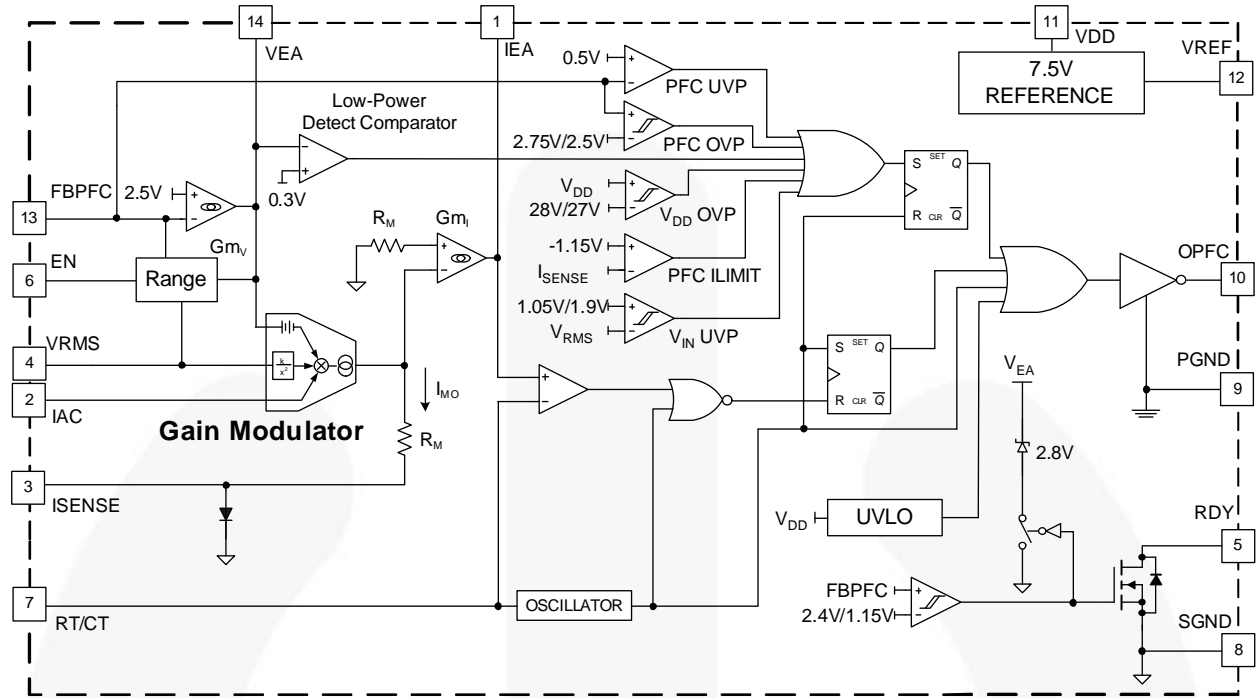 14
VEA
1
IEA
11
VDD
VREF
12
7.5V
REFERENCE
0.5V
PFC UVP
Low-Power
Detect Comparator
2.75V/2.5V
PFC OVP
0.3V
FBPFC
13
2.5V
GmV
VDD
28V/27V
VDD OVP
RM
GmI
-1.15V
ISENSE
PFC ILIMIT
1.05V/1.9V
VRMS
VIN UVP
S SET Q
R CLR Q
EN
6
Range
OPFC
10
VRMS
4
2
IAC
k
x²
Gain Modulator
IMO
RM
S SET Q
R CLR Q
PGND
9
VEA
2.8V
3
ISENSE
VDD
UVLO
RDY
5
7
RT/CT
OSCILLATOR
FBPFC
2.4V/1.15V
SGND
8